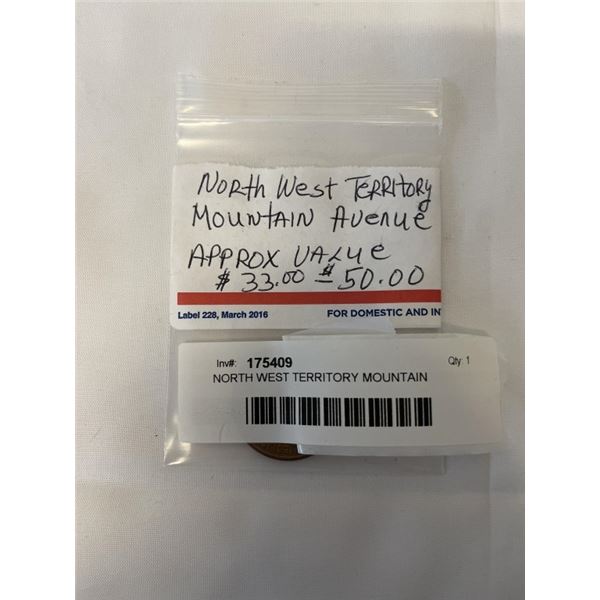 North West Territory
Mountain Avenue
Approx Value
$33.00 - $50.00
Label 228, March 2016 FOR DOMESTIC AND IN
Inv#: 175409 Qty: 1
NORTH WEST TERRITORY MOUNTAIN